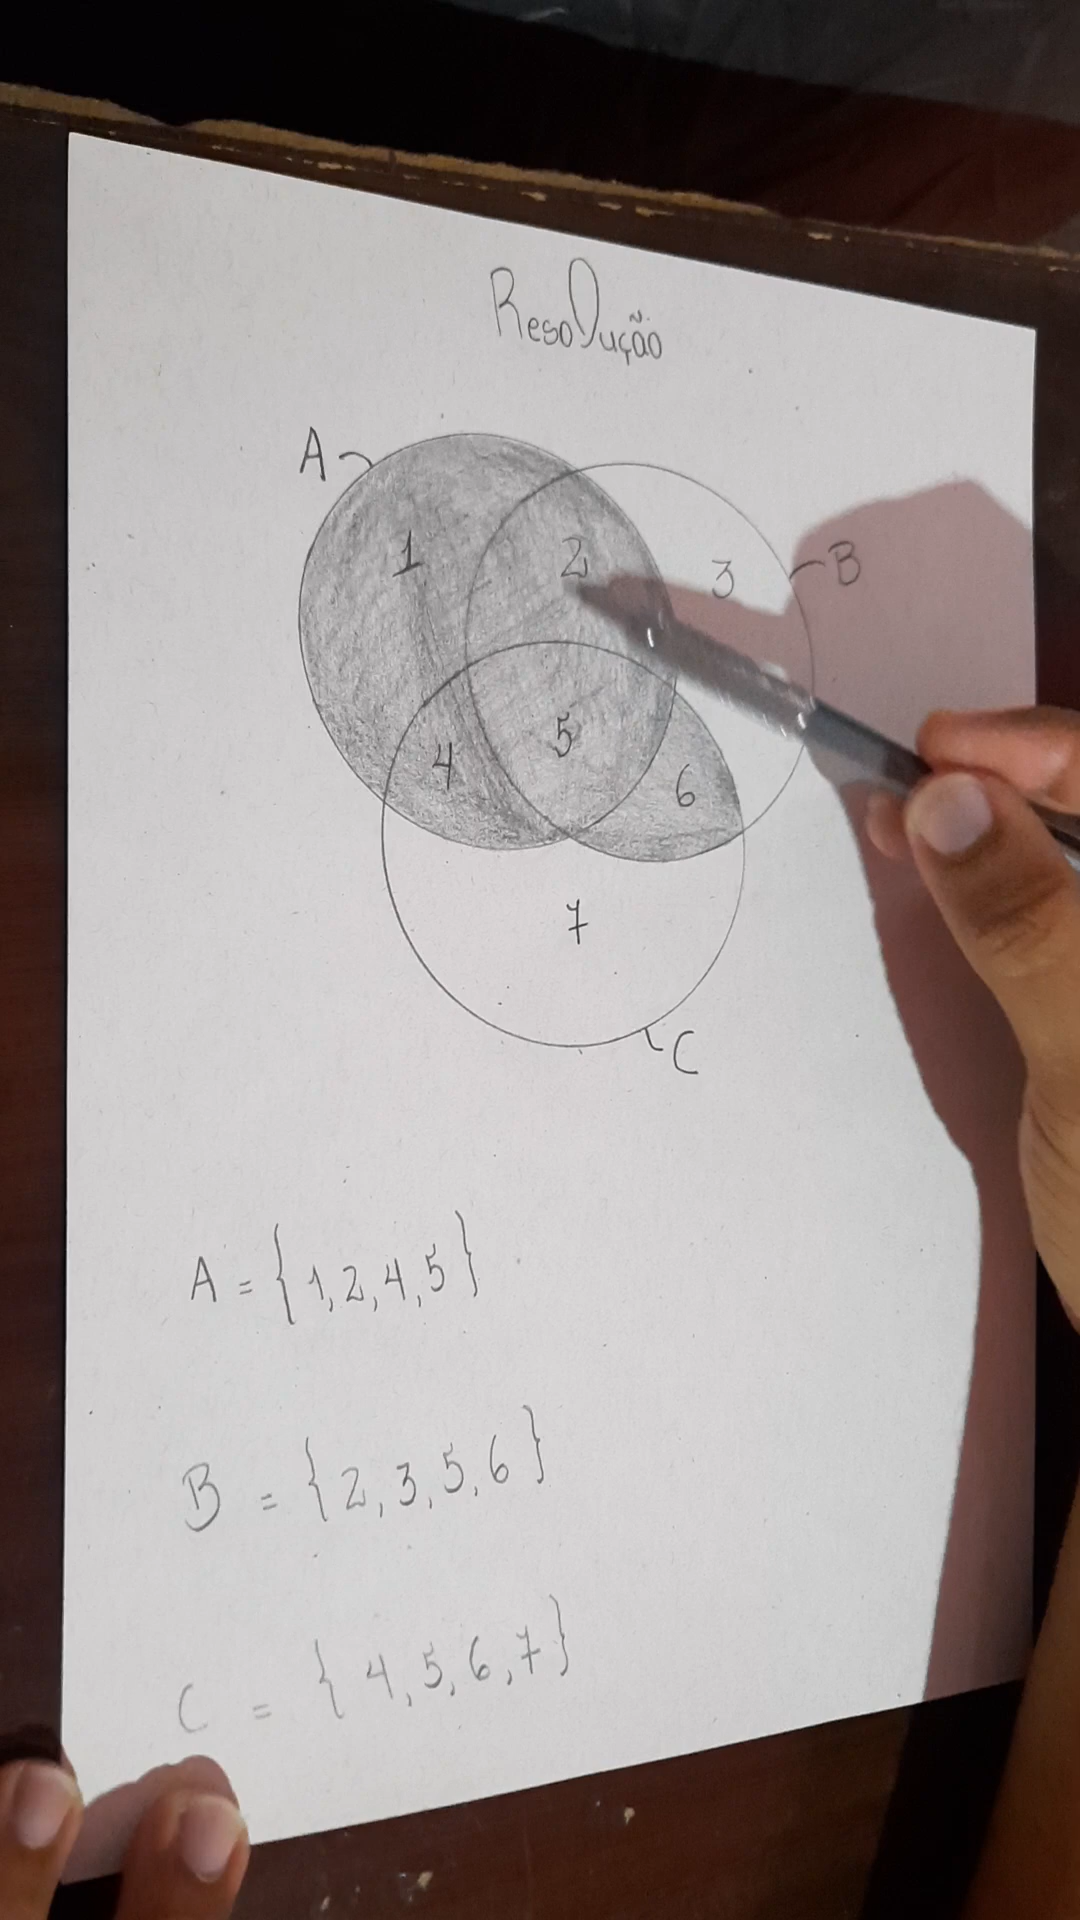 Resolução
A
1
2
3
B
4
5
6
7
C
A = {1, 2, 4, 5}
B = {2, 3, 5, 6}
C = {4, 5, 6, 7}